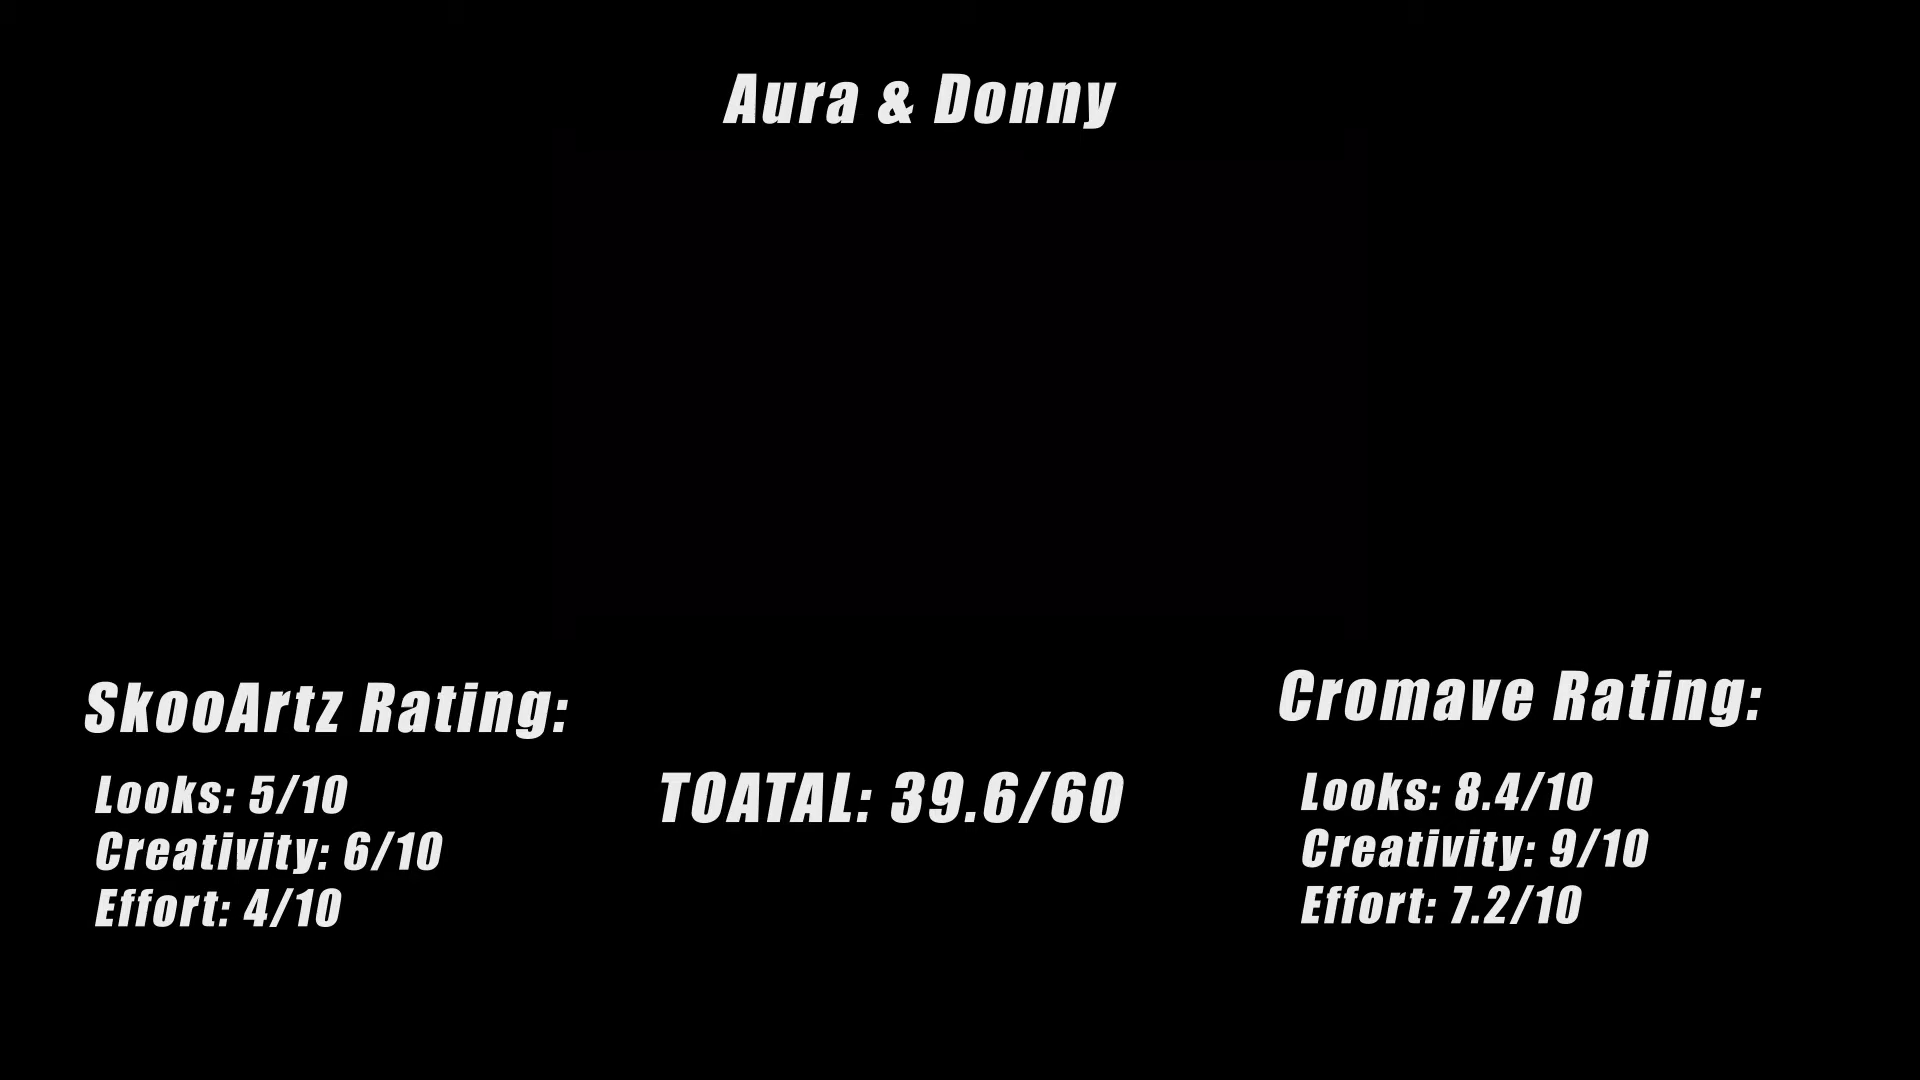 Aura & Donny
SkooArtz Rating:
Looks: 5/10
Creativity: 6/10
Effort: 4/10
TOATAL: 39.6/60
Cromave Rating:
Looks: 8.4/10
Creativity: 9/10
Effort: 7.2/10